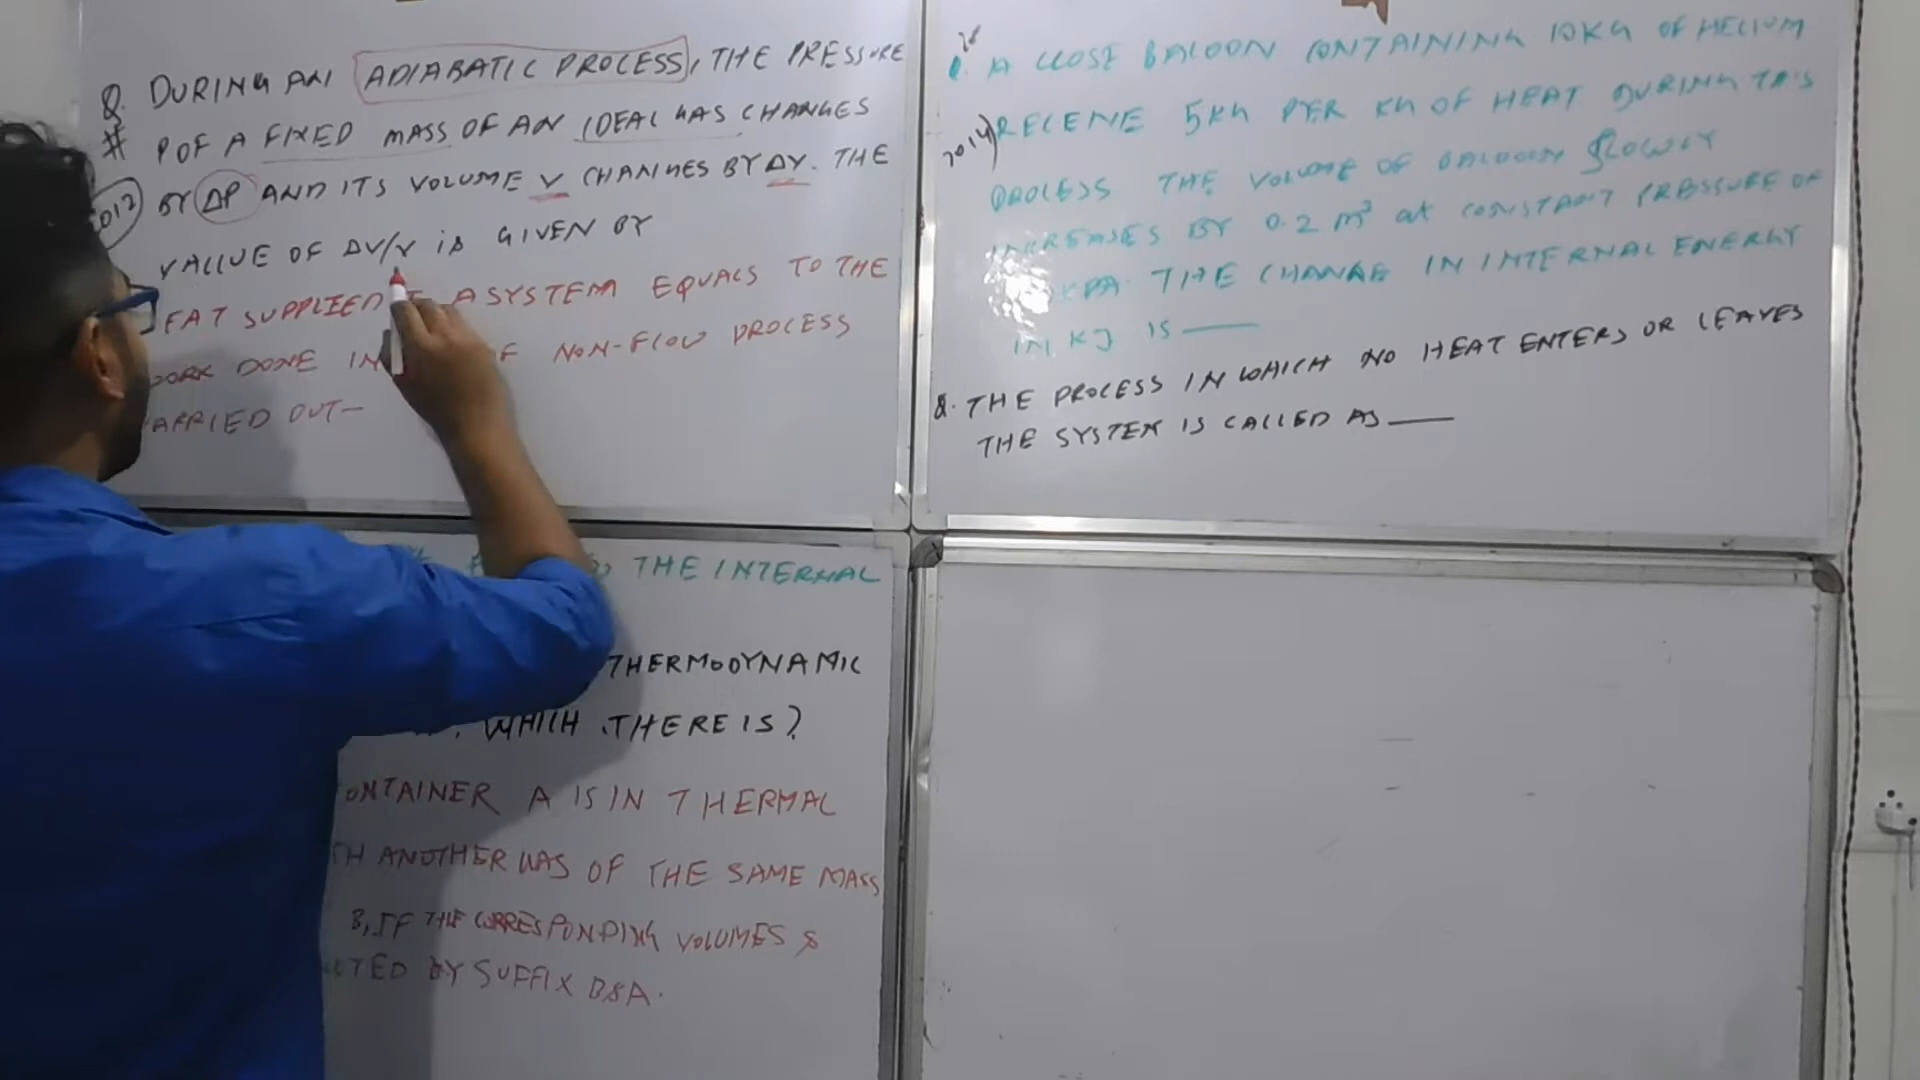 Q. DURING AN ADIABATIC PROCESS, THE PRESSURE
# P OF A FIXED MASS OF AN IDEAL GAS CHANGES
BY ΔP AND ITS VOLUME V CHANGES BY ΔV. THE
VALUE OF ΔV/V IS GIVEN BY
EAT SUPPLIED A SYSTEM EQUALS TO THE
WORK DONE IN OF NON-FLOW PROCESS
ARRIED OUT-
A CLOSE BALOON CONTAINING 10KG OF HELIUM
2014) RECEIVE 5KG PER KG OF HEAT DURING THIS
PROCESS THE VOLUME OF BALOON SLOWLY
INCREASES BY 0.2 m³ at CONSTANT PRESSURE OF
KPA. THE CHANGE IN INTERNAL ENERGY
IN KJ IS ——
Q. THE PROCESS IN WHICH NO HEAT ENTERS OR LEAVES
THE SYSTEM IS CALLED AS ——
THE INTERNAL
THERMODYNAMIC
WHICH THERE IS?
CONTAINER A IS IN THERMAL
TH ANOTHER GAS OF THE SAME MASS
B, IF THE CORRESPONDING VOLUMES &
OTED BY SUFFIX B&A.